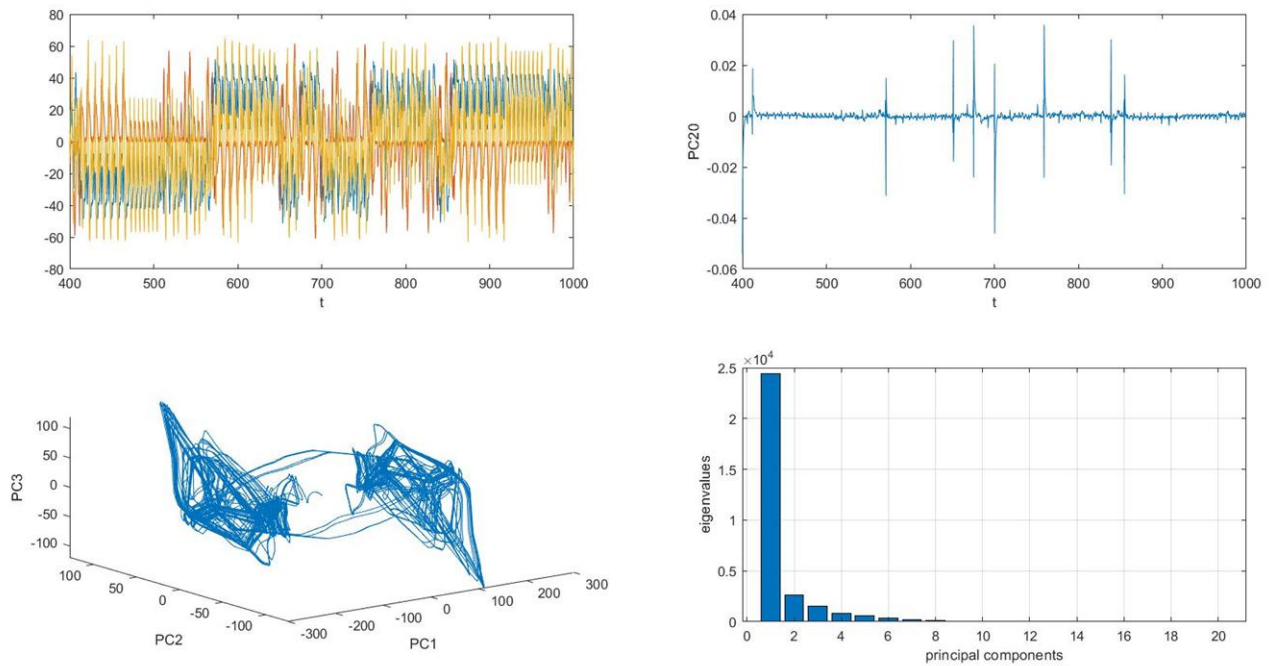 80
60
40
20
0
-20
-40
-60
-80
400 500 600 700 800 900 1000
t
0.04
0.02
0
-0.02
-0.04
-0.06
PC20
400 500 600 700 800 900 1000
t
100
50
0
-50
-100
PC3
100 50 0 -50 -100
PC2
-300 -200 -100 0 100 200 300
PC1
×10⁴
2.5
2
1.5
1
0.5
0
eigenvalues
0 2 4 6 8 10 12 14 16 18 20
principal components